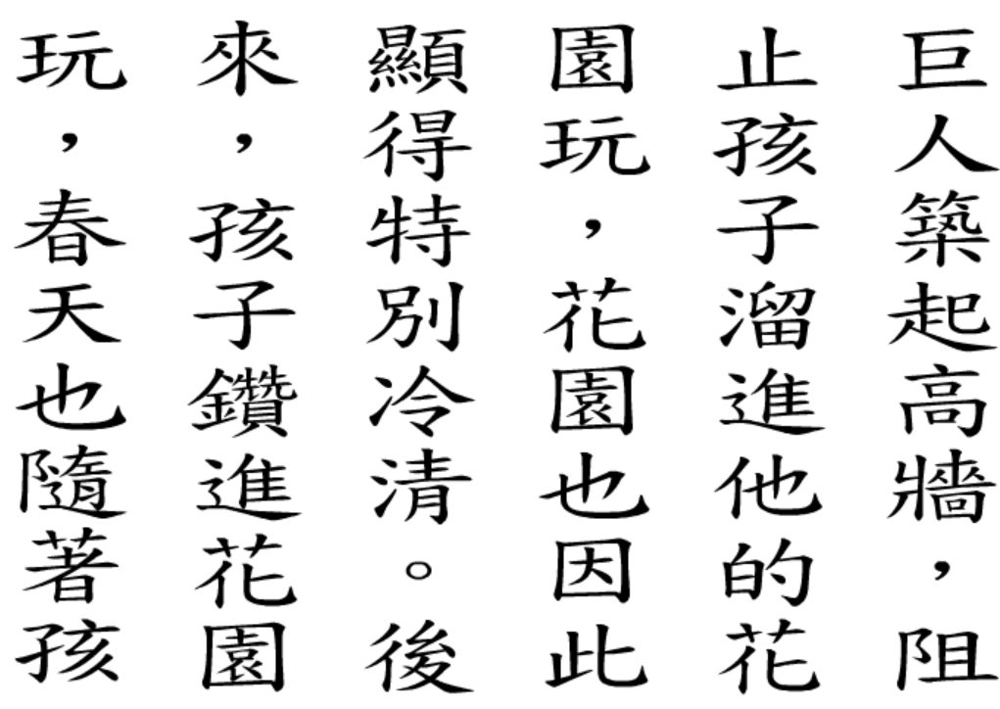 巨人築起高牆，阻
止孩子溜進他的花
園玩，花園也因此
顯得特別冷清。後
來，孩子鑽進花園
玩，春天也隨著孩